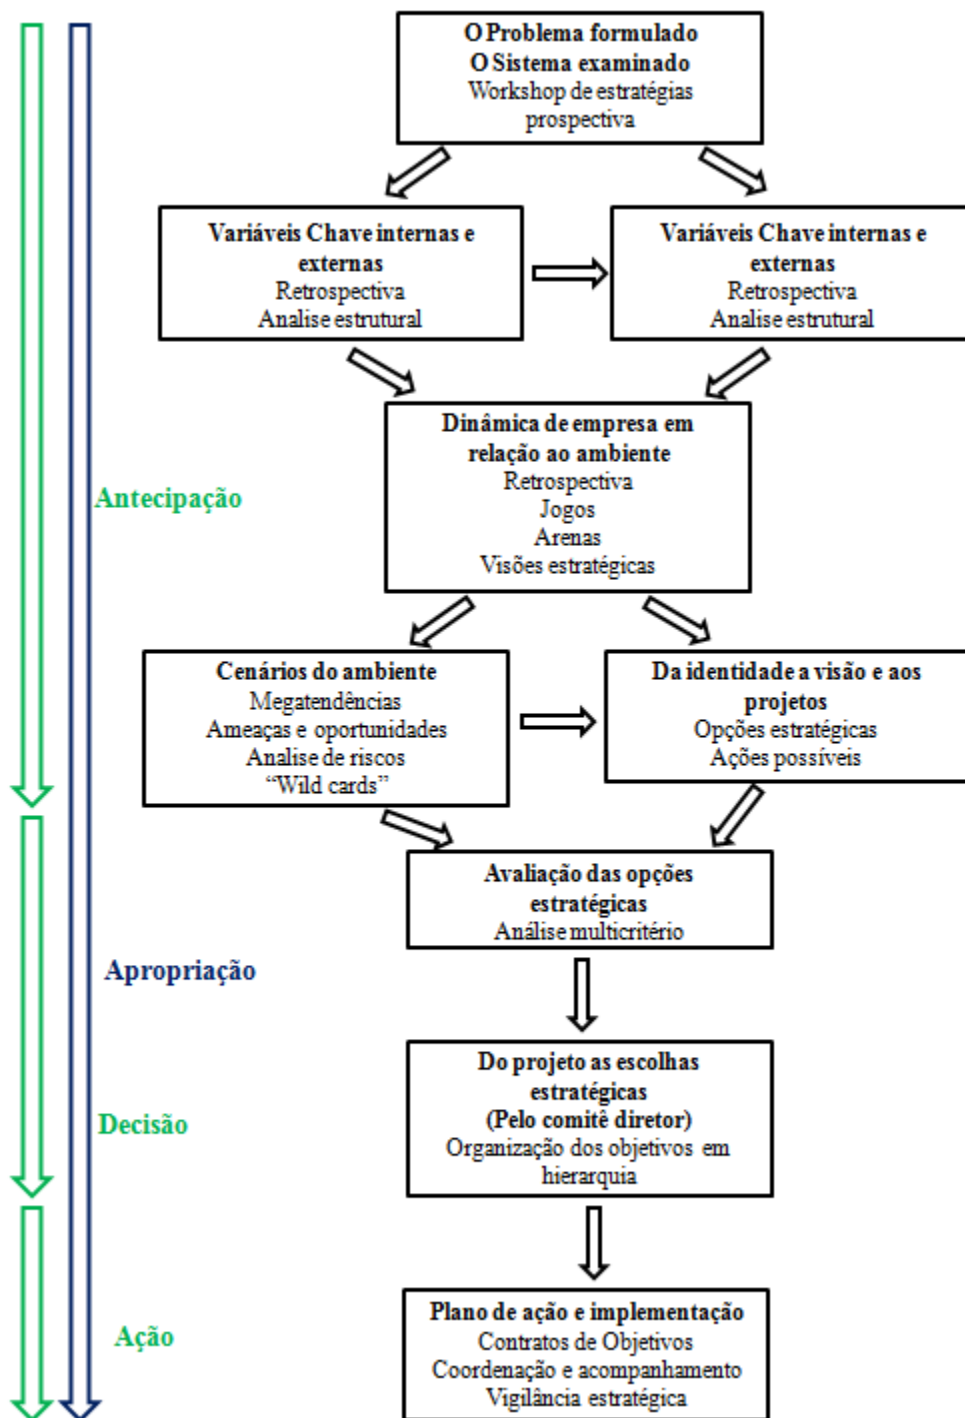 O Problema formulado
O Sistema examinado
Workshop de estratégias
prospectiva
Variáveis Chave internas e
externas
Retrospectiva
Analise estrutural
Variáveis Chave internas e
externas
Retrospectiva
Analise estrutural
Dinâmica de empresa em
relação ao ambiente
Retrospectiva
Jogos
Arenas
Visões estratégicas
Antecipação
Cenários do ambiente
Megatendências
Ameaças e oportunidades
Analise de riscos
“Wild cards”
Da identidade a visão e aos
projetos
Opções estratégicas
Ações possíveis
Avaliação das opções
estratégicas
Análise multicritério
Apropriação
Do projeto as escolhas
estratégicas
(Pelo comitê diretor)
Organização dos objetivos em
hierarquia
Decisão
Plano de ação e implementação
Contratos de Objetivos
Coordenação e acompanhamento
Vigilância estratégica
Ação